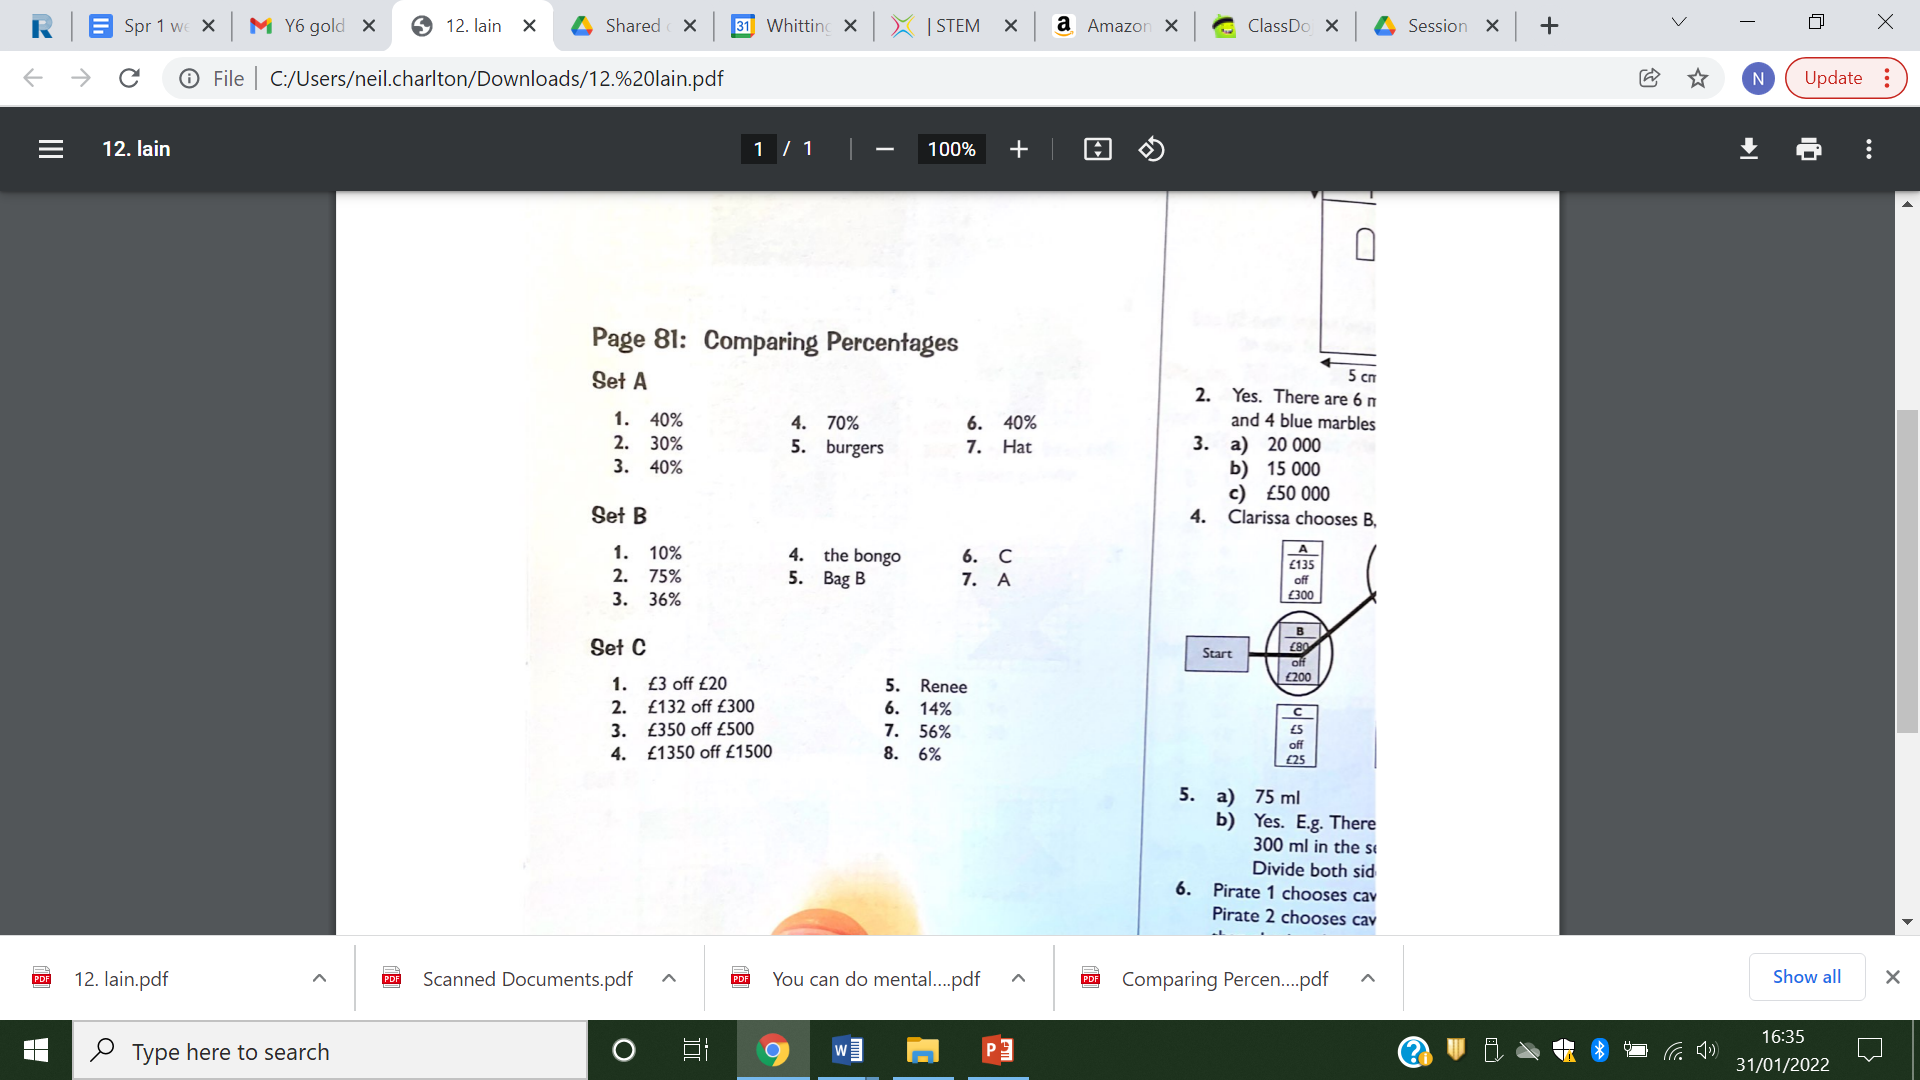 Spr 1 we
Y6 gold
12. Iain
Shared
Whitting
| STEM
Amazon
ClassDo
Session
File
C:/Users/neil.charlton/Downloads/12.%20Iain.pdf
N
Update
12. Iain
1 / 1
100%
Page 81: Comparing Percentages
Set A
1. 40%
2. 30%
3. 40%
4. 70%
5. burgers
6. 40%
7. Hat
Set B
1. 10%
2. 75%
3. 36%
4. the bongo
5. Bag B
6. C
7. A
Set C
1. £3 off £20
2. £132 off £300
3. £350 off £500
4. £1350 off £1500
5. Renee
6. 14%
7. 56%
8. 6%
5 cm
2. Yes. There are 6
and 4 blue marbles
3. a) 20 000
b) 15 000
c) £50 000
4. Clarissa chooses B,
A
£135
off
£300
Start
B
£80
off
£200
C
£5
off
£25
5. a) 75 ml
b) Yes. E.g. There
300 ml in the
Divide both
6. Pirate 1 chooses
Pirate 2 chooses
12. Iain.pdf
Scanned Documents.pdf
You can do mental....pdf
Comparing Percen....pdf
Show all
Type here to search
16:35
31/01/2022